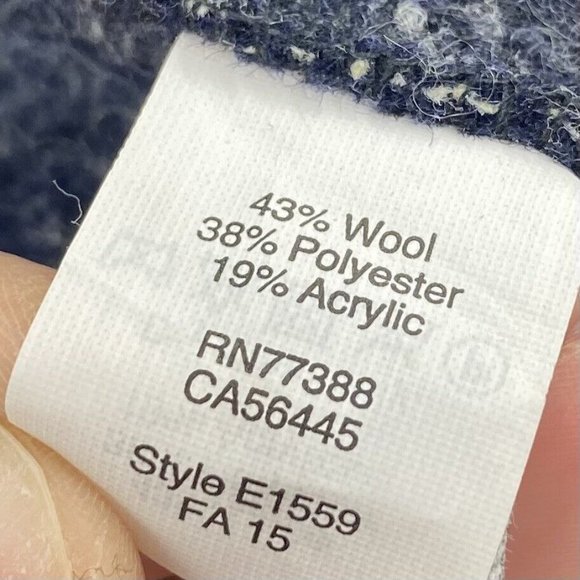 43% Wool
38% Polyester
19% Acrylic
RN77388
CA56445
Style E1559
FA 15